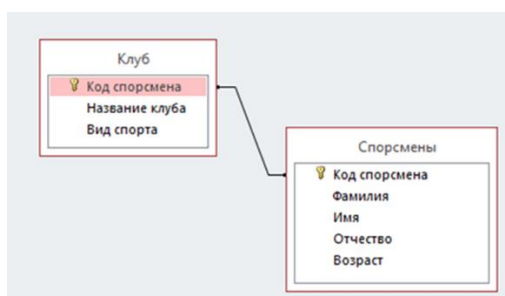 Клуб
Код спорсмена
Название клуба
Вид спорта
Спорсмены
Код спорсмена
Фамилия
Имя
Отчество
Возраст